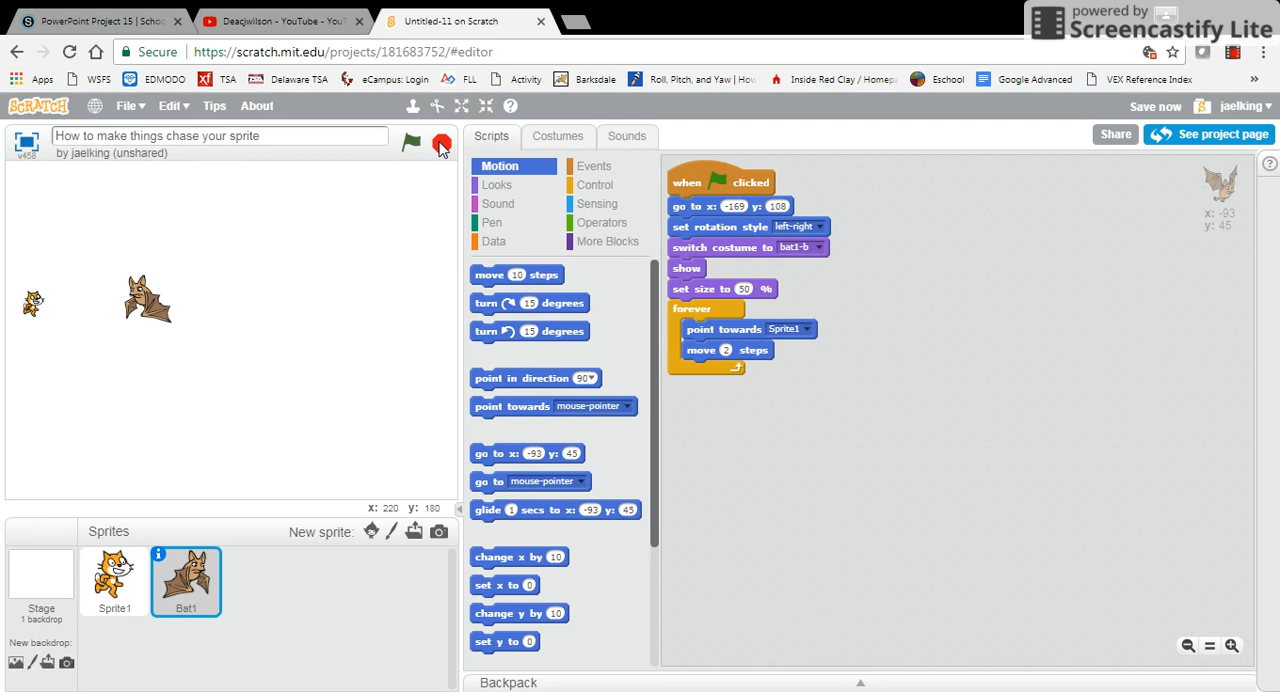 PowerPoint Project 15 | Schoo
Deacjwilson - YouTube - YouT
Untitled-11 on Scratch
powered by
Screencastify Lite
Secure
https://scratch.mit.edu/projects/181683752/#editor
Apps
WSFS
EDMODO
TSA
Delaware TSA
eCampus: Login
FLL
Activity
Barksdale
Roll, Pitch, and Yaw | How
Inside Red Clay / Homepa
Eschool
Google Advanced
VEX Reference Index
SCRATCH
File
Edit
Tips
About
Save now
jaelking
v458
How to make things chase your sprite
by jaelking (unshared)
Scripts
Costumes
Sounds
Share
See project page
Motion
Looks
Sound
Pen
Data
Events
Control
Sensing
Operators
More Blocks
move 10 steps
turn 15 degrees
turn 15 degrees
point in direction 90
point towards mouse-pointer
go to x: -93 y: 45
go to mouse-pointer
glide 1 secs to x: -93 y: 45
change x by 10
set x to 0
change y by 10
set y to 0
when clicked
go to x: -169 y: 108
set rotation style left-right
switch costume to bat1-b
show
set size to 50 %
forever
point towards Sprite1
move 2 steps
x: -93
y: 45
x: 220 y: 180
Sprites
New sprite:
Stage
1 backdrop
New backdrop:
Sprite1
Bat1
Backpack